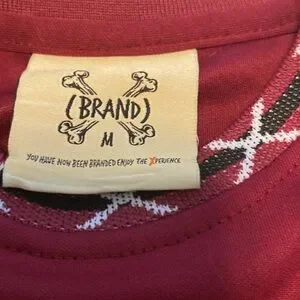 (BRAND)
M
YOU HAVE NOW BEEN BRANDED ENJOY THE XPERIENCE